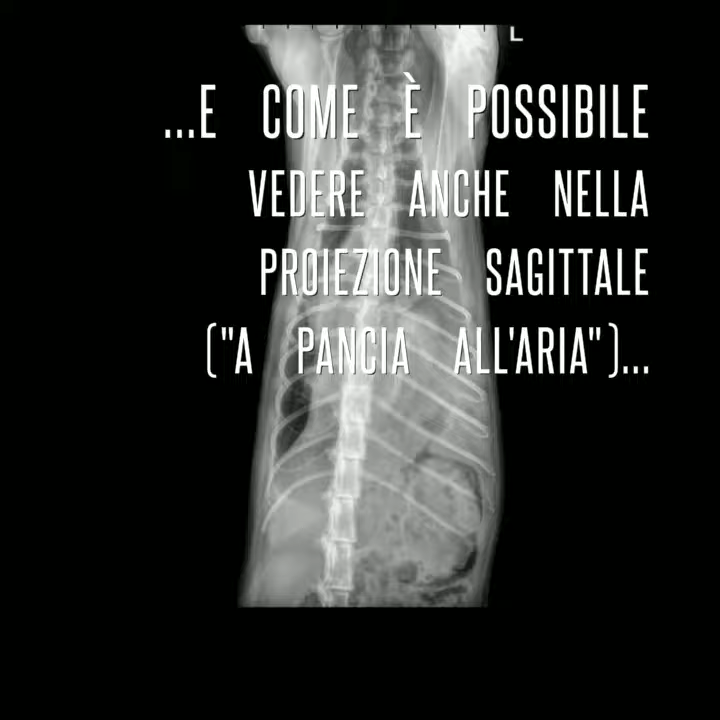 L
...E COME È POSSIBILE
VEDERE ANCHE NELLA
PROIEZIONE SAGITTALE
("A PANCIA ALL'ARIA")...